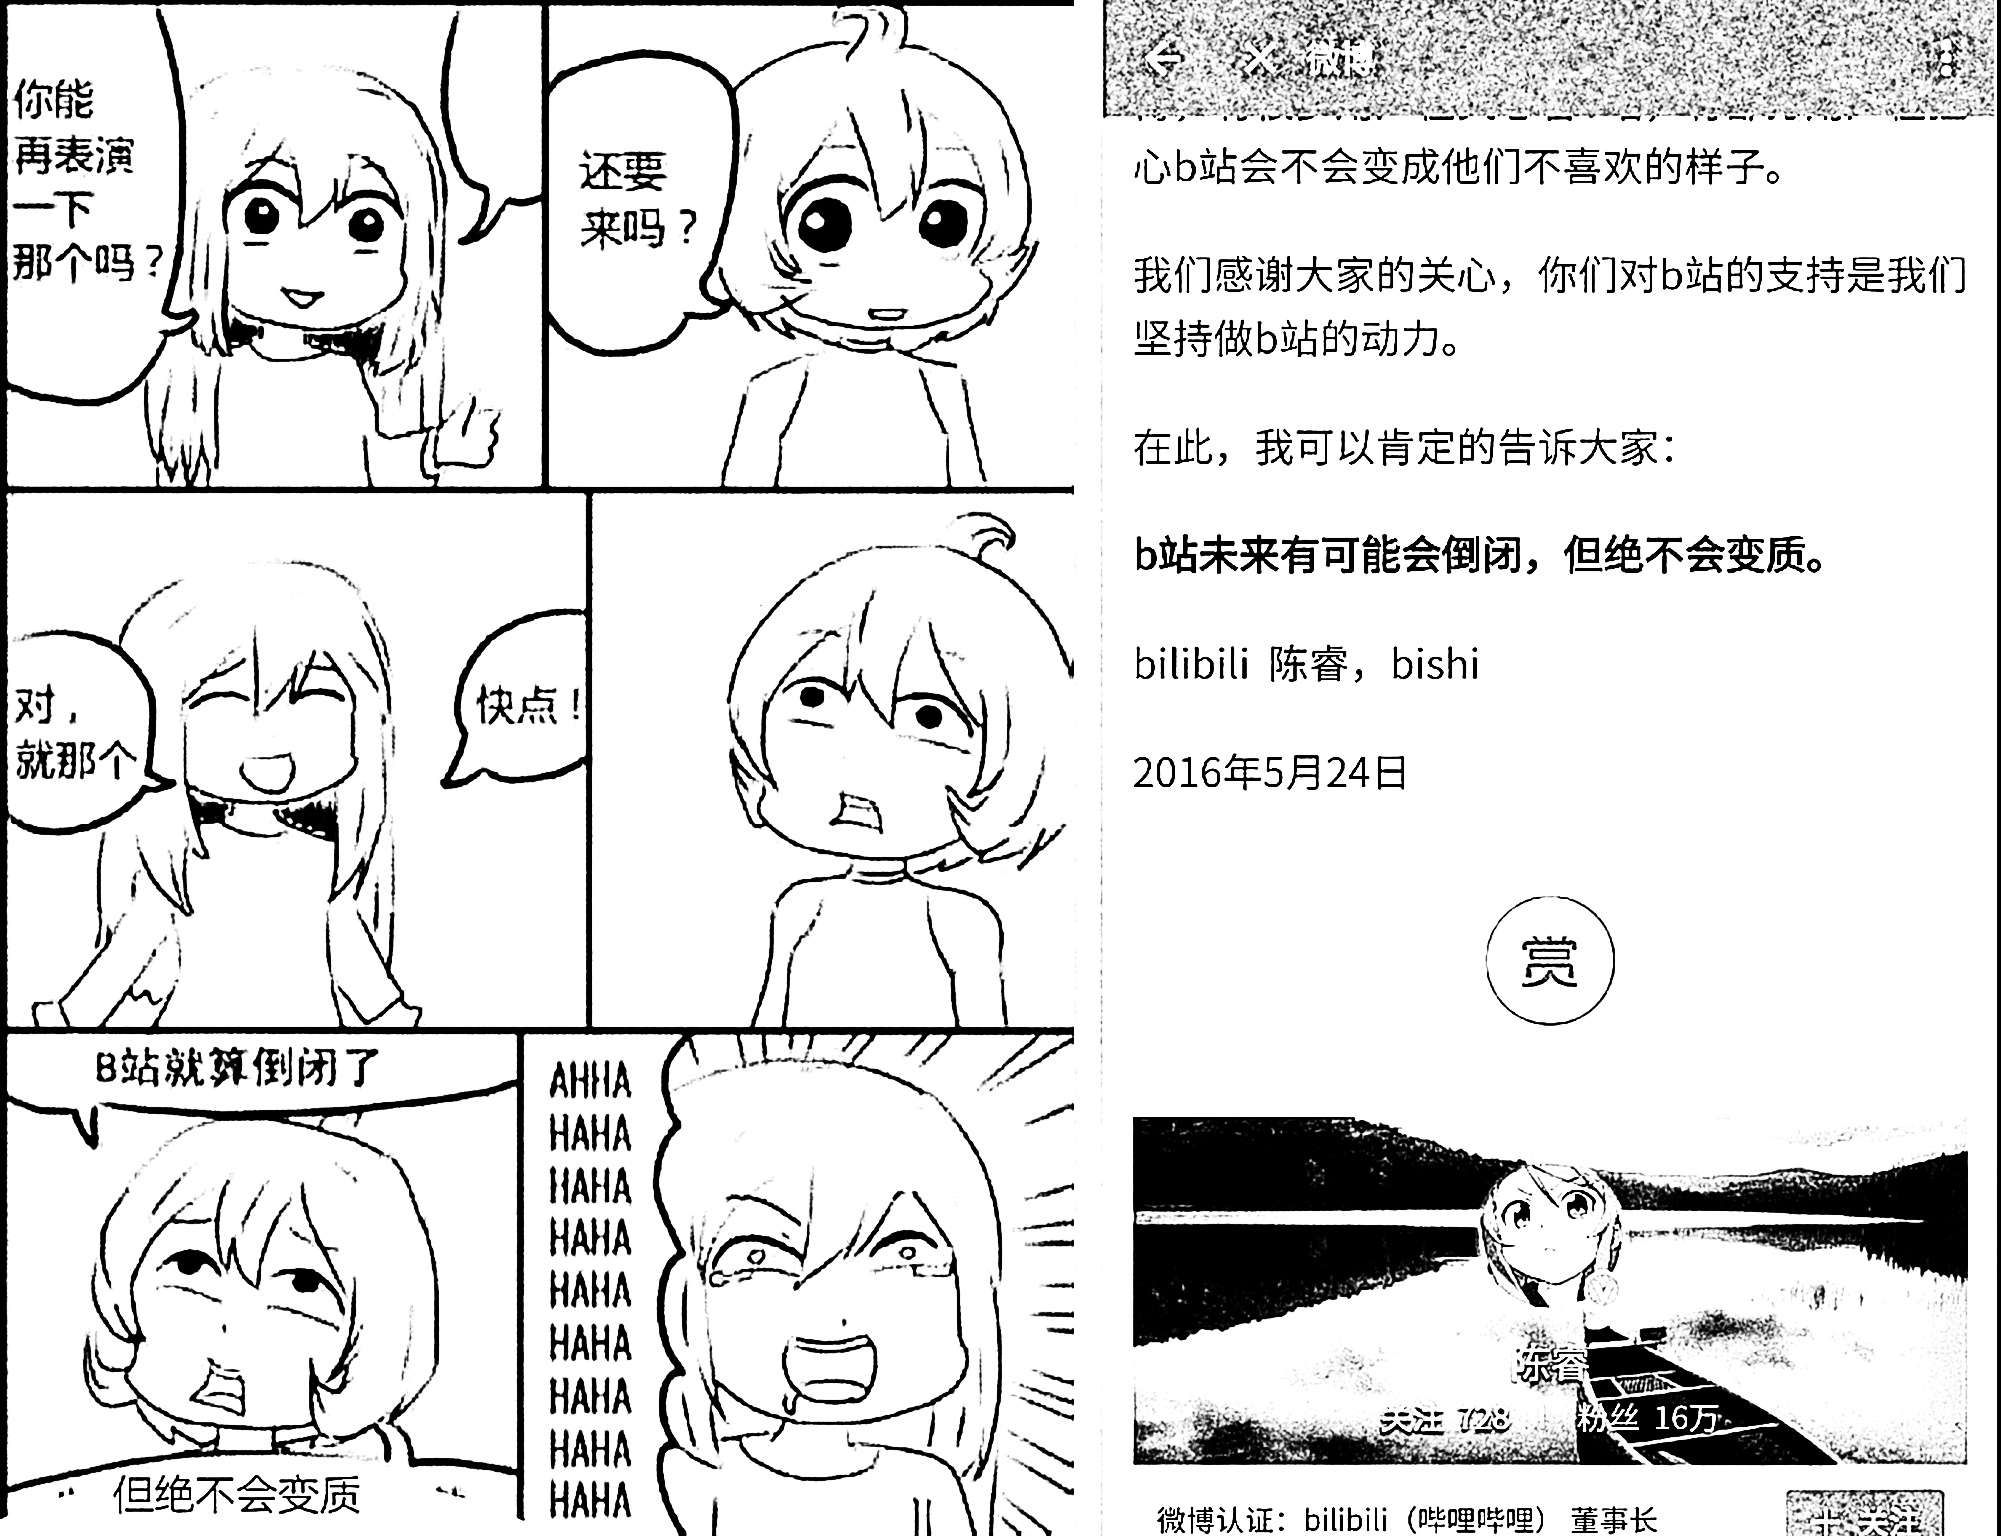 你能
再表演
一下
那个吗？
还要
来吗？
对，
就那个
快点！
B站就算倒闭了
但绝不会变质
AHHA
HAHA
HAHA
HAHA
HAHA
HAHA
HAHA
HAHA
HAHA
微博
心b站会不会变成他们不喜欢的样子。
我们感谢大家的关心，你们对b站的支持是我们
坚持做b站的动力。
在此，我可以肯定的告诉大家：
b站未来有可能会倒闭，但绝不会变质。
bilibili 陈睿，bishi
2016年5月24日
赏
陈睿
关注 728 粉丝 16万
微博认证：bilibili（哔哩哔哩） 董事长
十关注